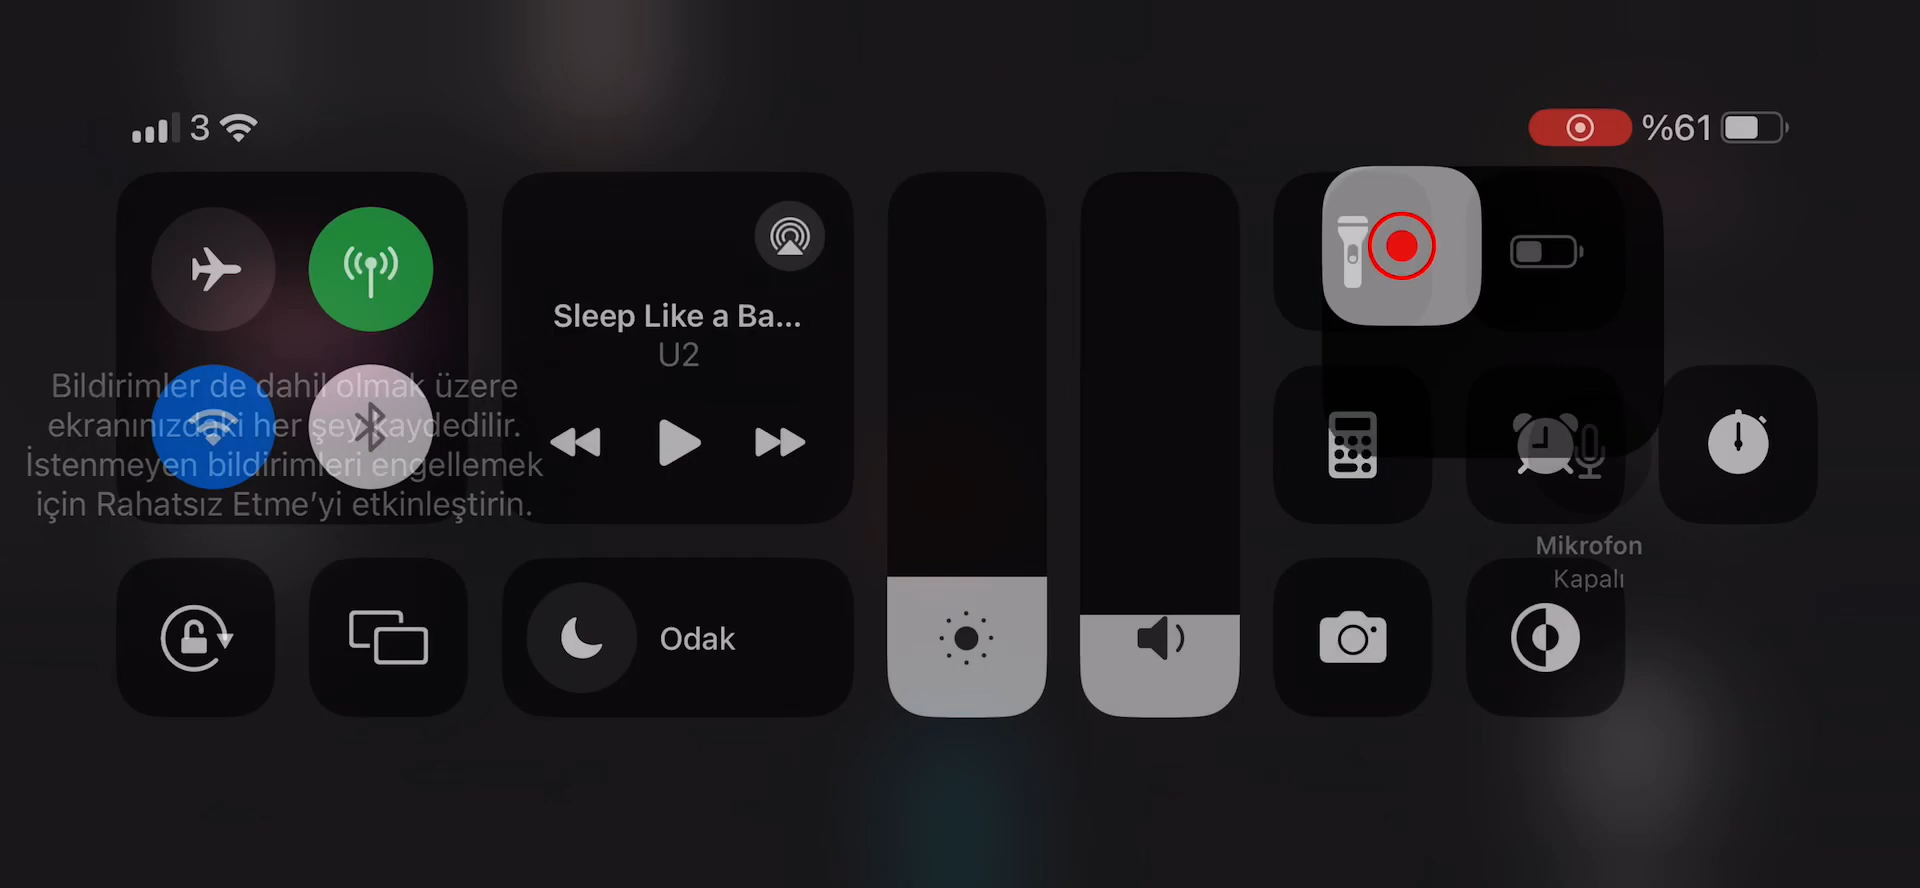 3
%61
Sleep Like a Ba...
U2
Bildirimler de dahil olmak üzere
ekranınızdaki her şey kaydedilir.
İstenmeyen bildirimleri engellemek
için Rahatsız Etme’yi etkinleştirin.
Mikrofon
Kapalı
Odak